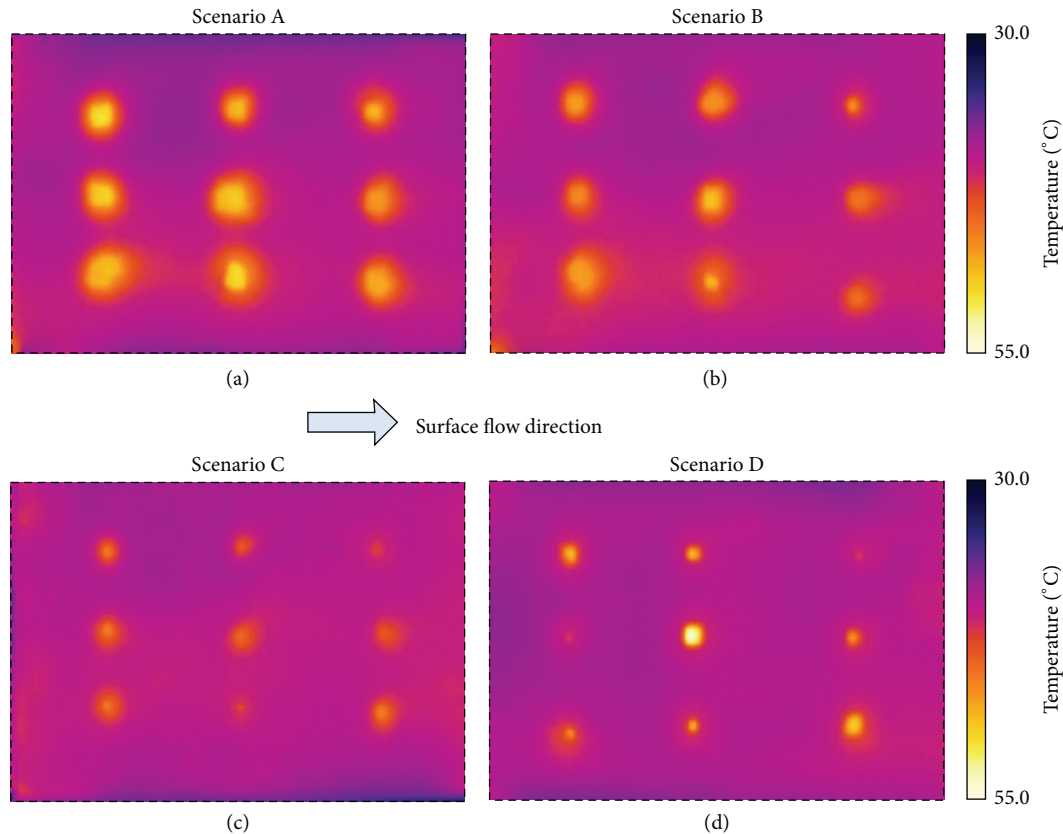 Scenario A
Scenario B
30.0
Temperature (°C)
55.0
(a)
(b)
Surface flow direction
Scenario C
Scenario D
30.0
Temperature (°C)
55.0
(c)
(d)